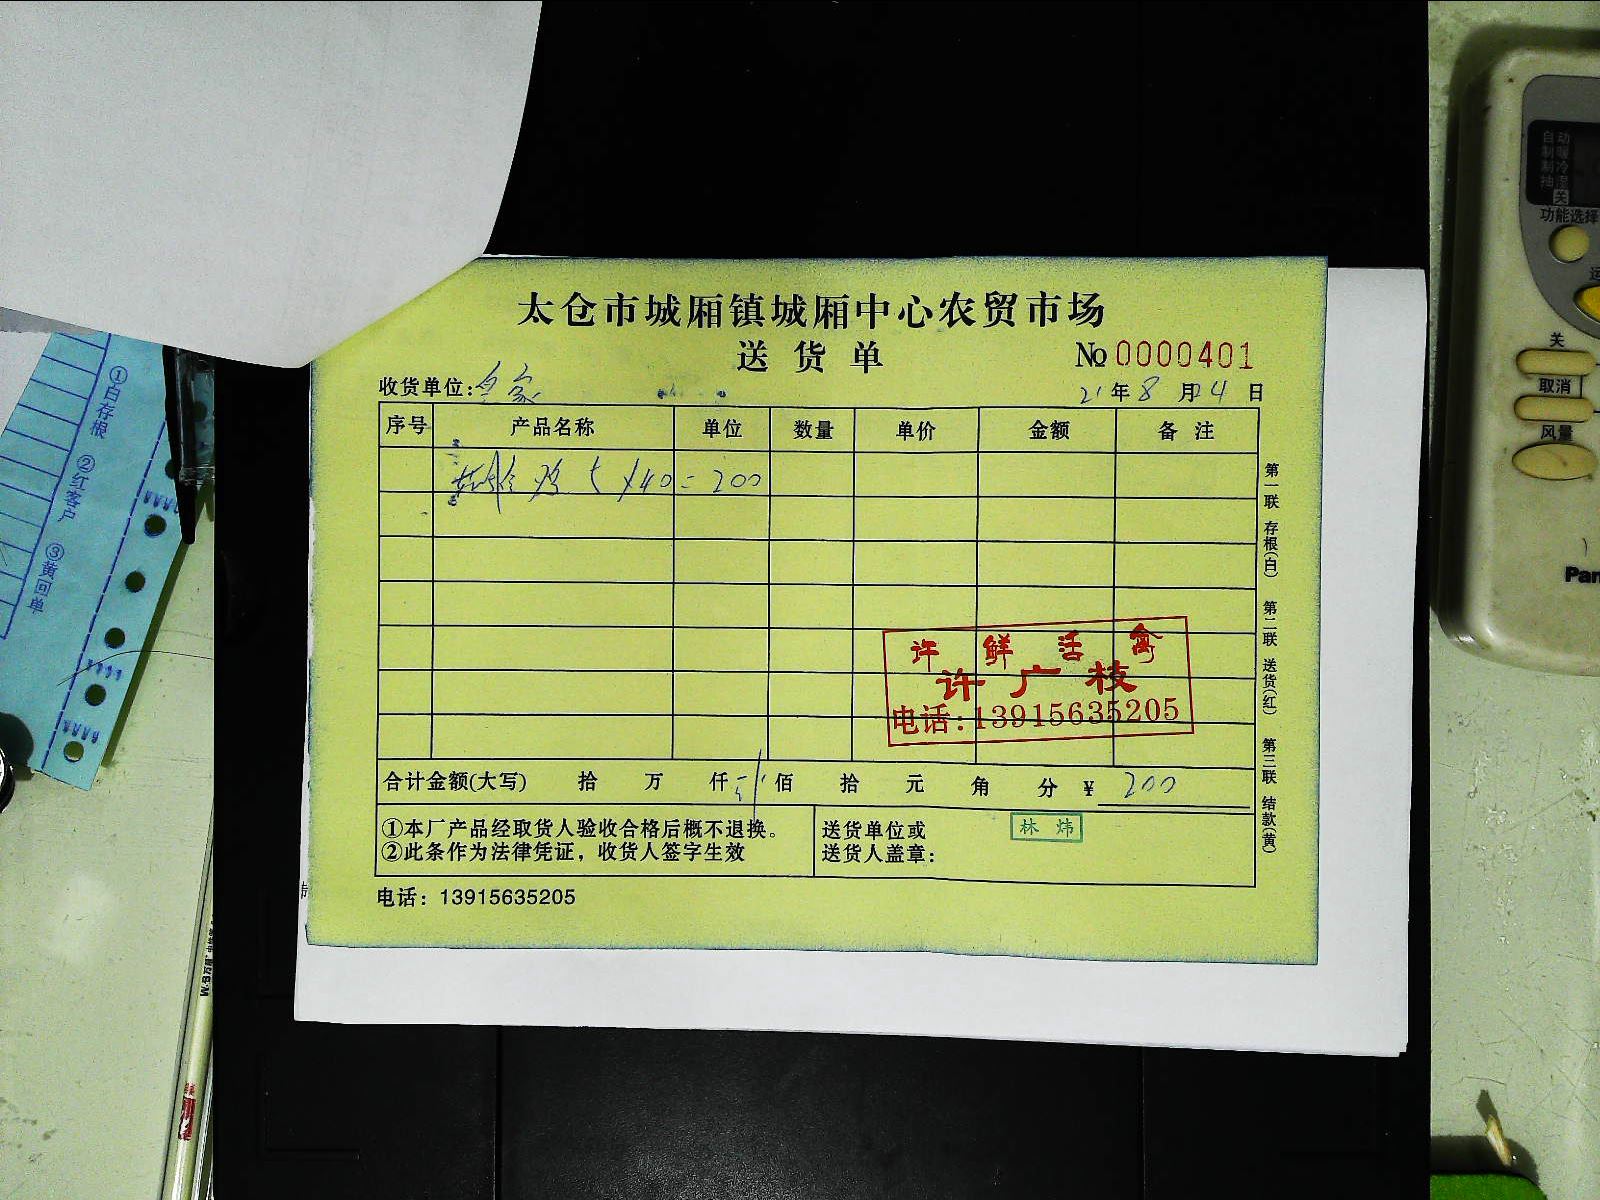 太仓市城厢镇城厢中心农贸市场
送货单
No 0000401
收货单位:
21年8月4日
序号 产品名称 单位 数量 单价 金额 备注
鸡 5×40=200
许鲜活禽
许广枝
电话:13915635205
合计金额(大写) 拾 万 仟 佰 拾 元 角 分 ¥ 200
①本厂产品经取货人验收合格后概不退换。
②此条作为法律凭证，收货人签字生效
送货单位或
送货人盖章:
林炜
电话: 13915635205
第一联 存根(白) 第二联 送货(红) 第三联 结款(黄)
①白存根 ②红客户 ③黄回单
自动
制暖
制冷
抽湿
关
功能选择
运
关
取消
风量
Pan